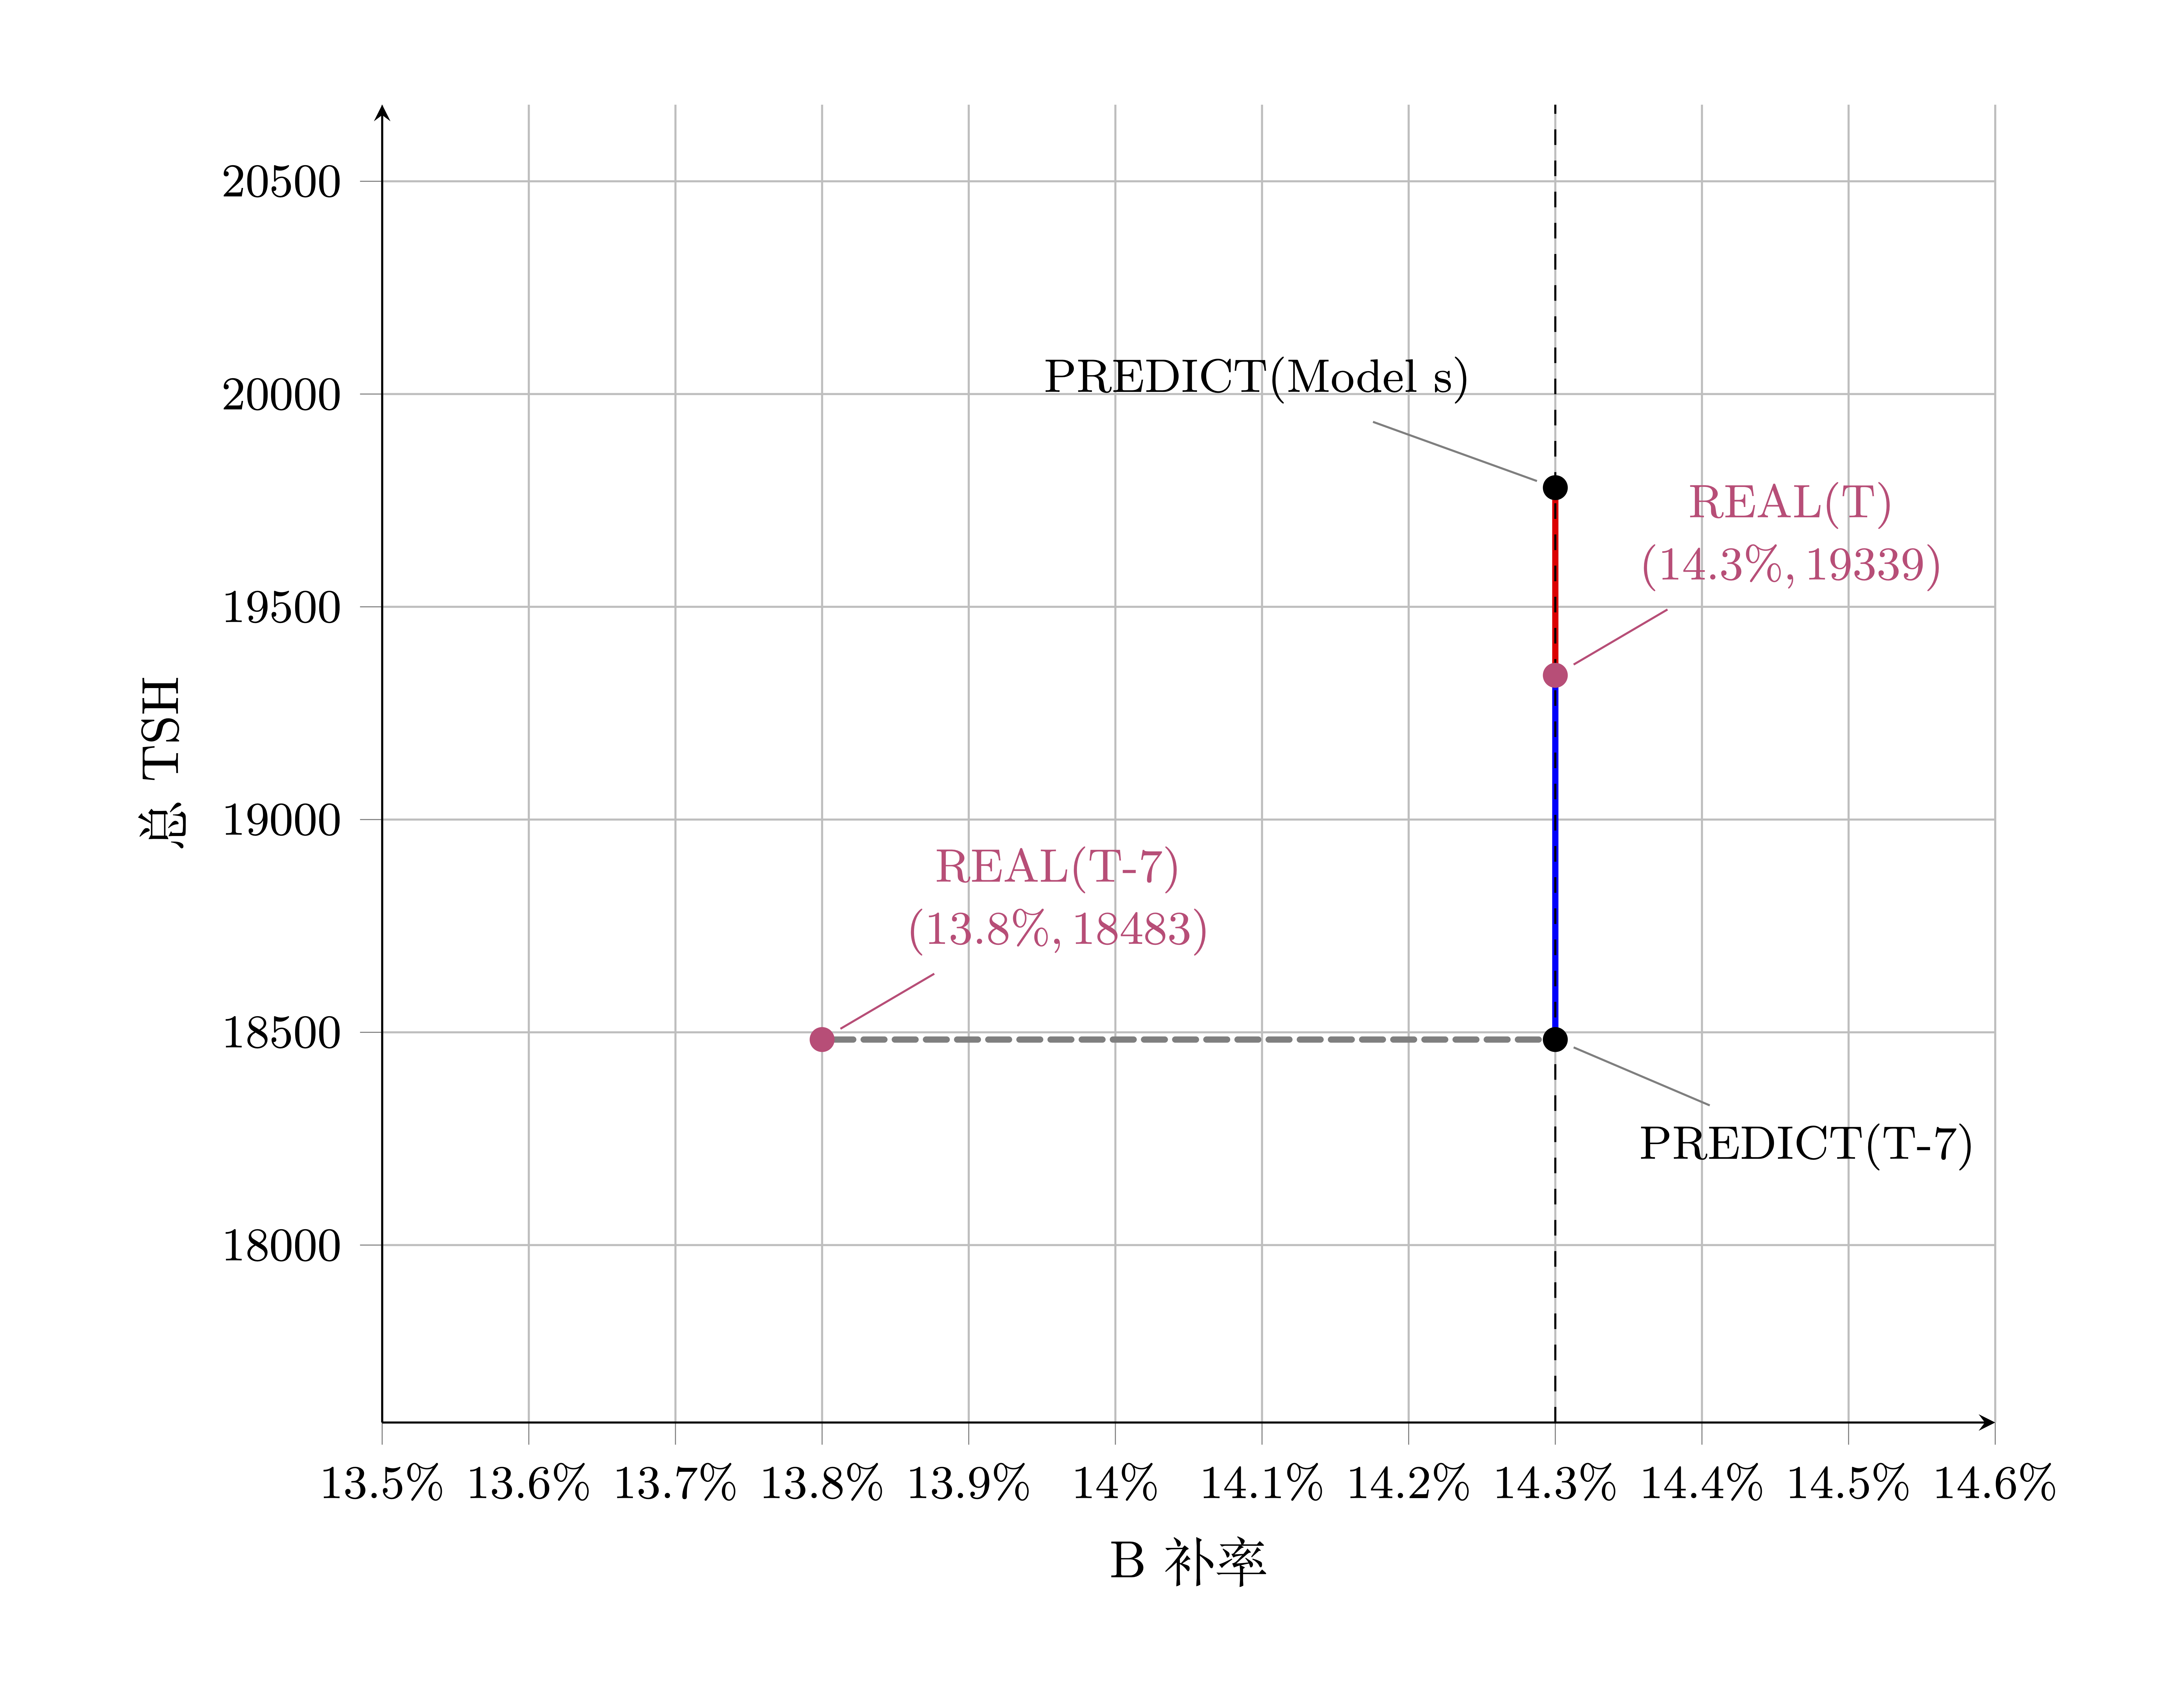 20500
20000
19500
19000
18500
18000
总 TSH
PREDICT(Model s)
REAL(T)
(14.3%, 19339)
REAL(T-7)
(13.8%, 18483)
PREDICT(T-7)
13.5% 13.6% 13.7% 13.8% 13.9% 14% 14.1% 14.2% 14.3% 14.4% 14.5% 14.6%
B 补率